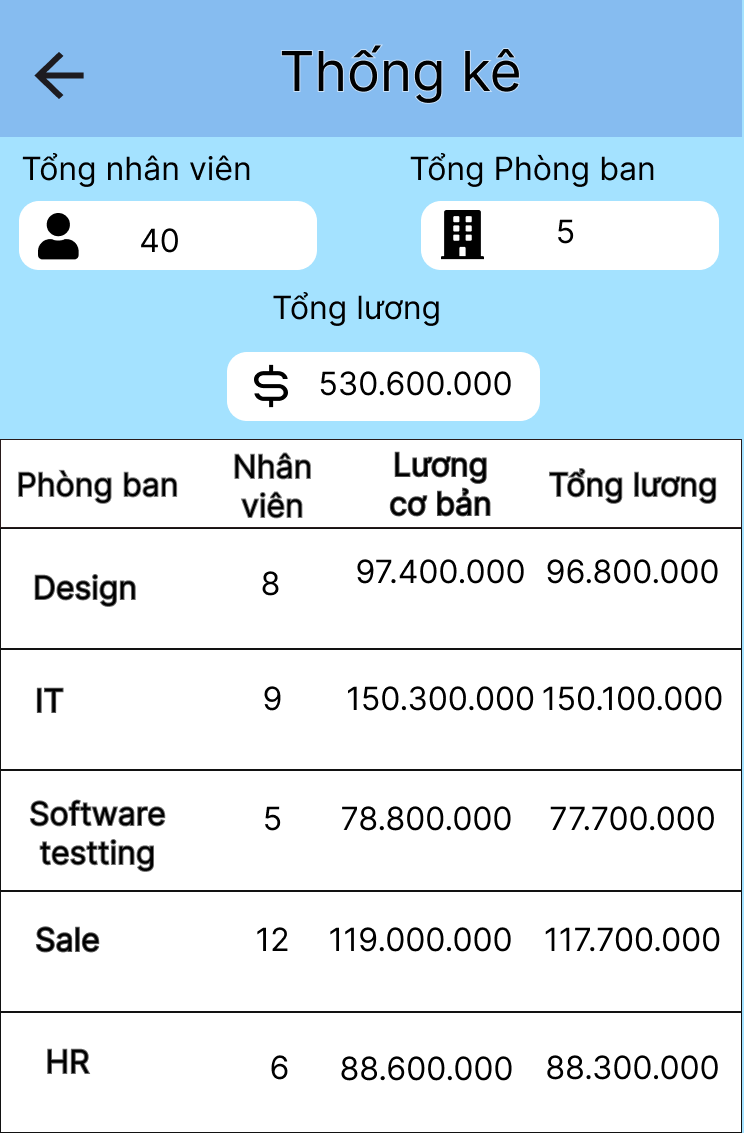 Thống kê
Tổng nhân viên
Tổng Phòng ban
40
5
Tổng lương
$ 530.600.000
Phòng ban
Nhân
viên
Lương
cơ bản
Tổng lương
Design 8 97.400.000 96.800.000
IT 9 150.300.000 150.100.000
Software
testting
5 78.800.000 77.700.000
Sale 12 119.000.000 117.700.000
HR 6 88.600.000 88.300.000